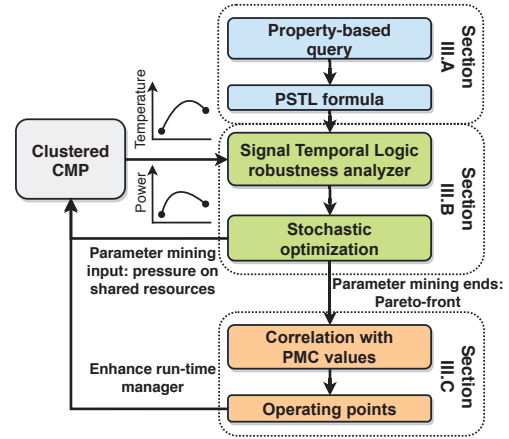 Property-based
query
Section
III.A
PSTL formula
Temperature
Clustered
CMP
Power
Signal Temporal Logic
robustness analyzer
Section
III.B
Stochastic
optimization
Parameter mining
input: pressure on
shared resources
Parameter mining ends:
Pareto-front
Correlation with
PMC values
Section
III.C
Enhance run-time
manager
Operating points